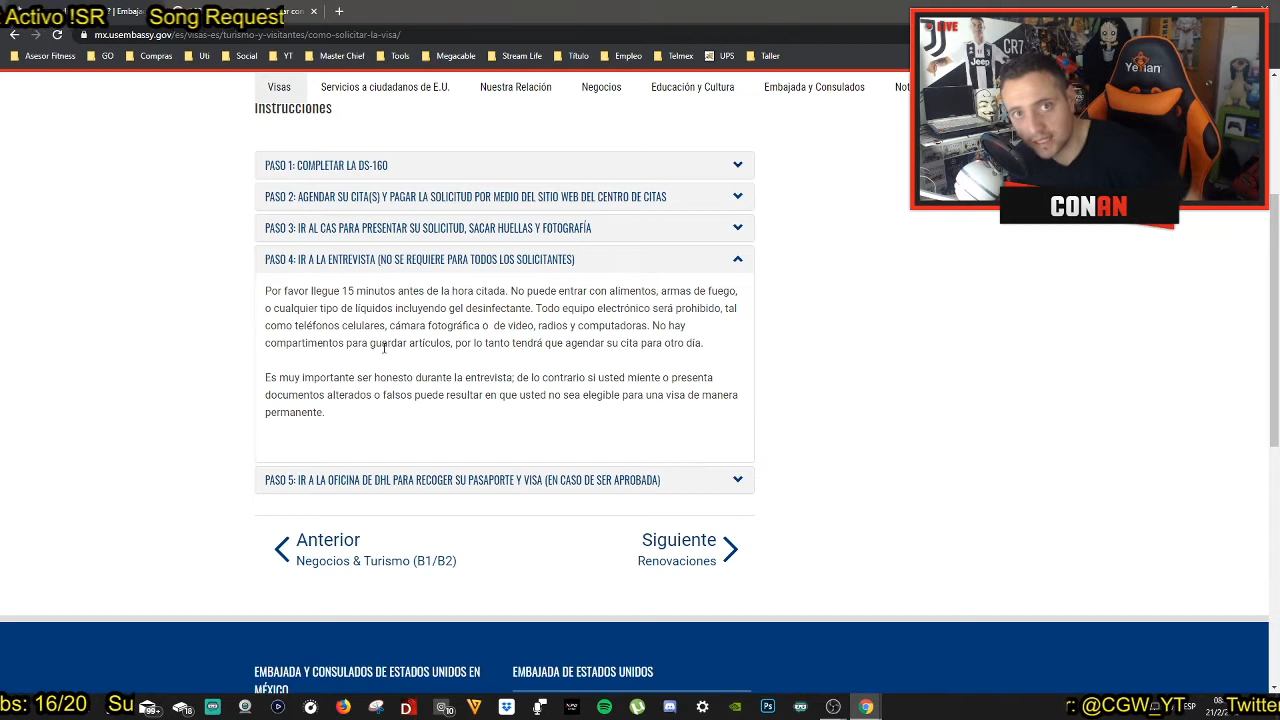 Activo !SR Song Request
mx.usembassy.gov/es/visas-es/turismo-y-visitantes/como-solicitar-la-visa/
Asesor Fitness GO Compras Uti Social YT Master Chef Tools Megacable Stream Link Titulo Empleo Telmex UPS Taller
Visas Servicios a ciudadanos de E.U. Nuestra Relación Negocios Educación y Cultura Embajada y Consulados Not
Instrucciones
PASO 1: COMPLETAR LA DS-160
PASO 2: AGENDAR SU CITA(S) Y PAGAR LA SOLICITUD POR MEDIO DEL SITIO WEB DEL CENTRO DE CITAS
PASO 3: IR AL CAS PARA PRESENTAR SU SOLICITUD, SACAR HUELLAS Y FOTOGRAFÍA
PASO 4: IR A LA ENTREVISTA (NO SE REQUIERE PARA TODOS LOS SOLICITANTES)
Por favor llegue 15 minutos antes de la hora citada. No puede entrar con alimentos, armas de fuego,
o cualquier tipo de líquidos incluyendo gel desinfectante. Todo equipo electrónico será prohibido, tal
como teléfonos celulares, cámara fotográfica o de video, radios y computadoras. No hay
compartimentos para guardar artículos, por lo tanto tendrá que agendar su cita para otro día.
Es muy importante ser honesto durante la entrevista; de lo contrario si usted miente o presenta
documentos alterados o falsos puede resultar en que usted no sea elegible para una visa de manera
permanente.
PASO 5: IR A LA OFICINA DE DHL PARA RECOGER SU PASAPORTE Y VISA (EN CASO DE SER APROBADA)
Anterior
Negocios & Turismo (B1/B2)
Siguiente
Renovaciones
EMBAJADA Y CONSULADOS DE ESTADOS UNIDOS EN
MÉXICO
EMBAJADA DE ESTADOS UNIDOS
LIVE
CR7
Jeep
Yeyian
CONAN
bs: 16/20 Su
r: @CGW_YT Twitter
ESP